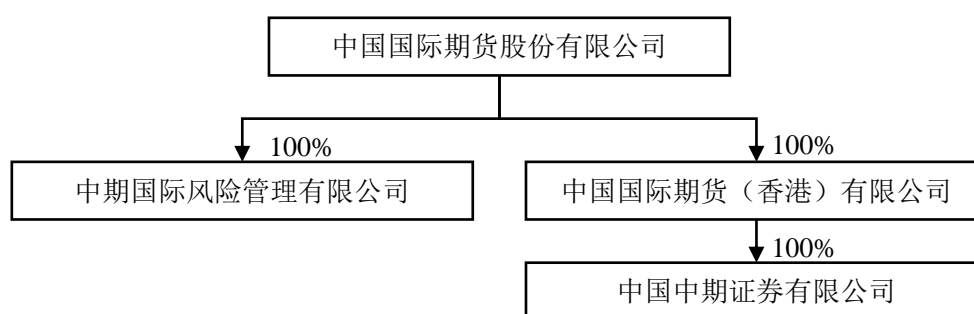 中国国际期货股份有限公司
100%
100%
中期国际风险管理有限公司
中国国际期货（香港）有限公司
100%
中国中期证券有限公司